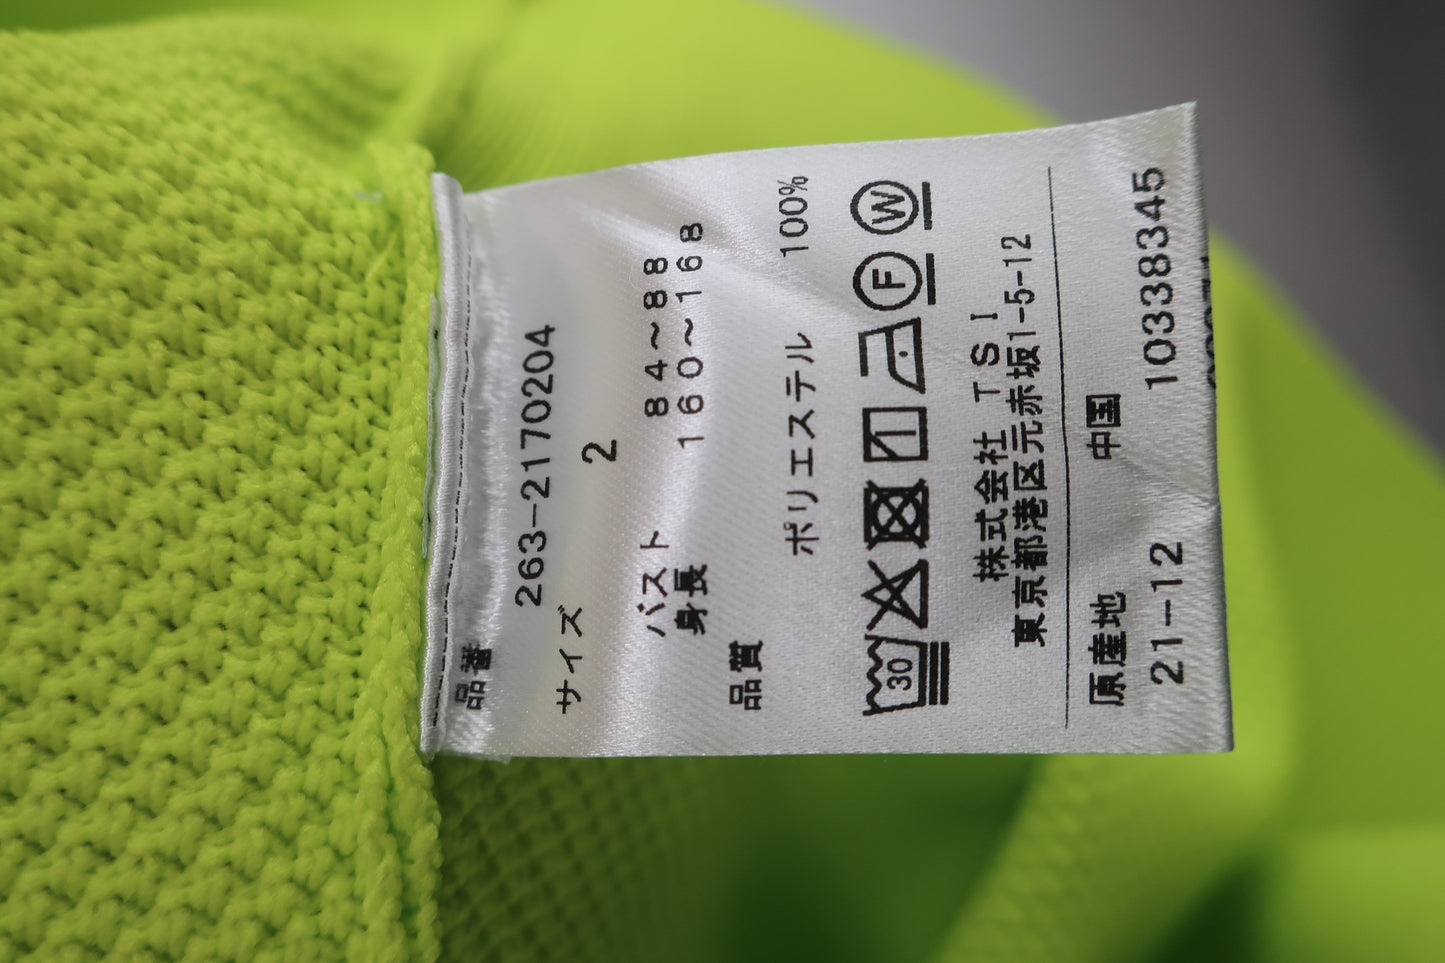 品番
263-2170204
サイズ
2
バスト 84~88
身長 160~168
品質
ポリエステル 100%
30 F W
株式会社 TSI
東京都港区元赤坂1-5-12
原産地 中国
21-12 10338345